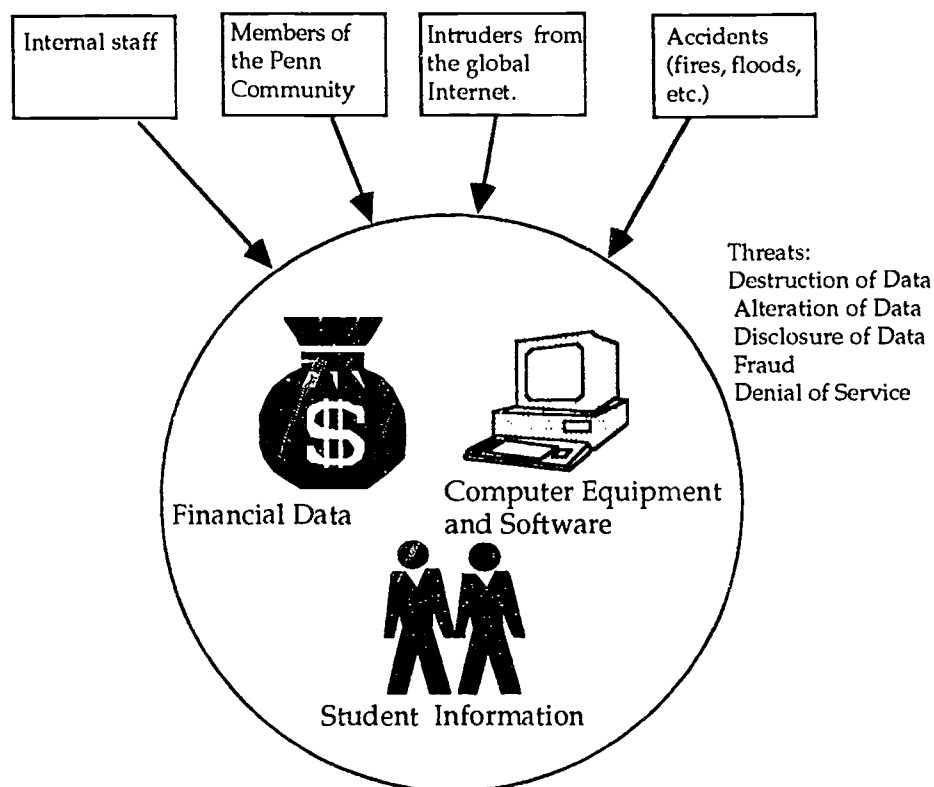 Internal staff
Members of
the Penn
Community
Intruders from
the global
Internet.
Accidents
(fires, floods,
etc.)
Threats:
Destruction of Data
Alteration of Data
Disclosure of Data
Fraud
Denial of Service
$
Financial Data
Computer Equipment
and Software
Student Information